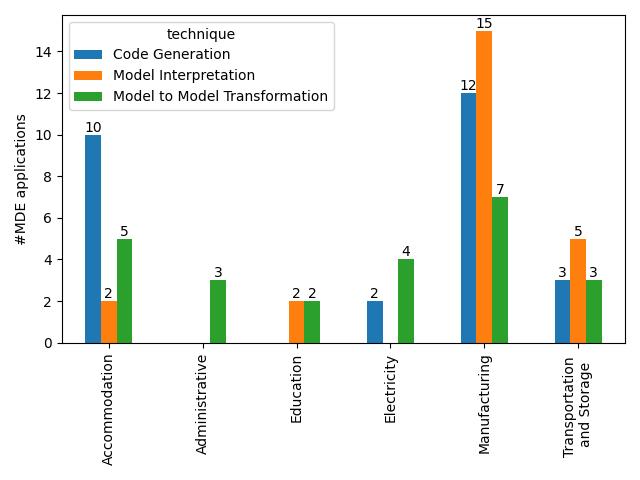 technique
Code Generation
Model Interpretation
Model to Model Transformation
#MDE applications
14
12
10
8
6
4
2
0
10
2
5
3
2
2
2
4
12
15
7
3
5
3
Accommodation
Administrative
Education
Electricity
Manufacturing
Transportation
and Storage